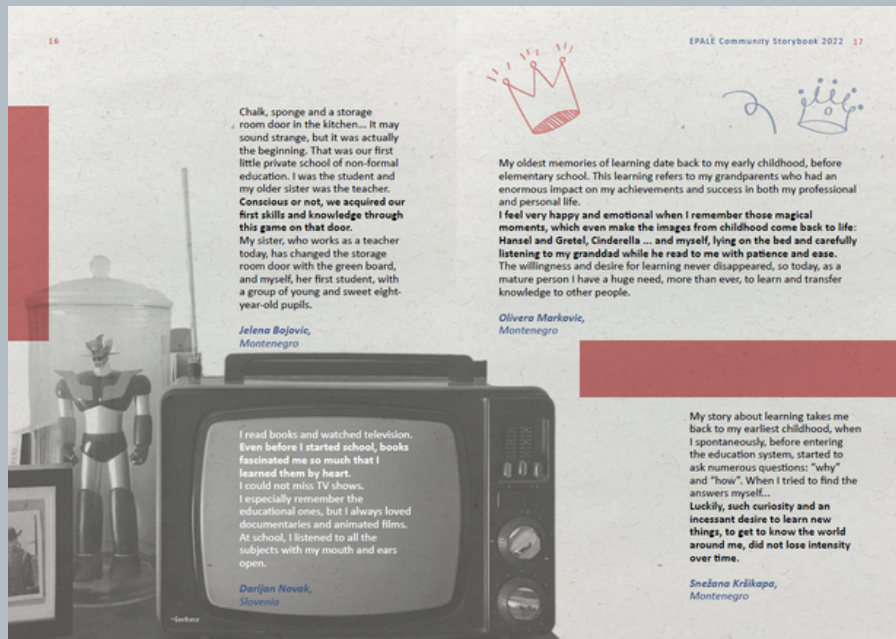 16
EPALE Community Storybook 2022 17
Chalk, sponge and a storage
room door in the kitchen... It may
sound strange, but it was actually
the beginning. That was our first
little private school of non-formal
education. I was the student and
my older sister was the teacher.
Conscious or not, we acquired our
first skills and knowledge through
this game on that door.
My sister, who works as a teacher
today, has changed the storage
room door with the green board,
and myself, her first student, with
a group of young and sweet eight-
year-old pupils.
Jelena Bojovic,
Montenegro
I read books and watched television.
Even before I started school, books
fascinated me so much that I
learned them by heart.
I could not miss TV shows.
I especially remember the
educational ones, but I always loved
documentaries and animated films.
At school, I listened to all the
subjects with my mouth and ears
open.
Darijan Novak,
Slovenia
My oldest memories of learning date back to my early childhood, before
elementary school. This learning refers to my grandparents who had an
enormous impact on my achievements and success in both my professional
and personal life.
I feel very happy and emotional when I remember those magical
moments, which even make the images from childhood come back to life:
Hansel and Gretel, Cinderella ... and myself, lying on the bed and carefully
listening to my granddad while he read to me with patience and ease.
The willingness and desire for learning never disappeared, so today, as a
mature person I have a huge need, more than ever, to learn and transfer
knowledge to other people.
Olivera Markovic,
Montenegro
My story about learning takes me
back to my earliest childhood, when
I spontaneously, before entering
the education system, started to
ask numerous questions: “why”
and “how”. When I tried to find the
answers myself...
Luckily, such curiosity and an
incessant desire to learn new
things, to get to know the world
around me, did not lose intensity
over time.
Snežana Kršikapa,
Montenegro